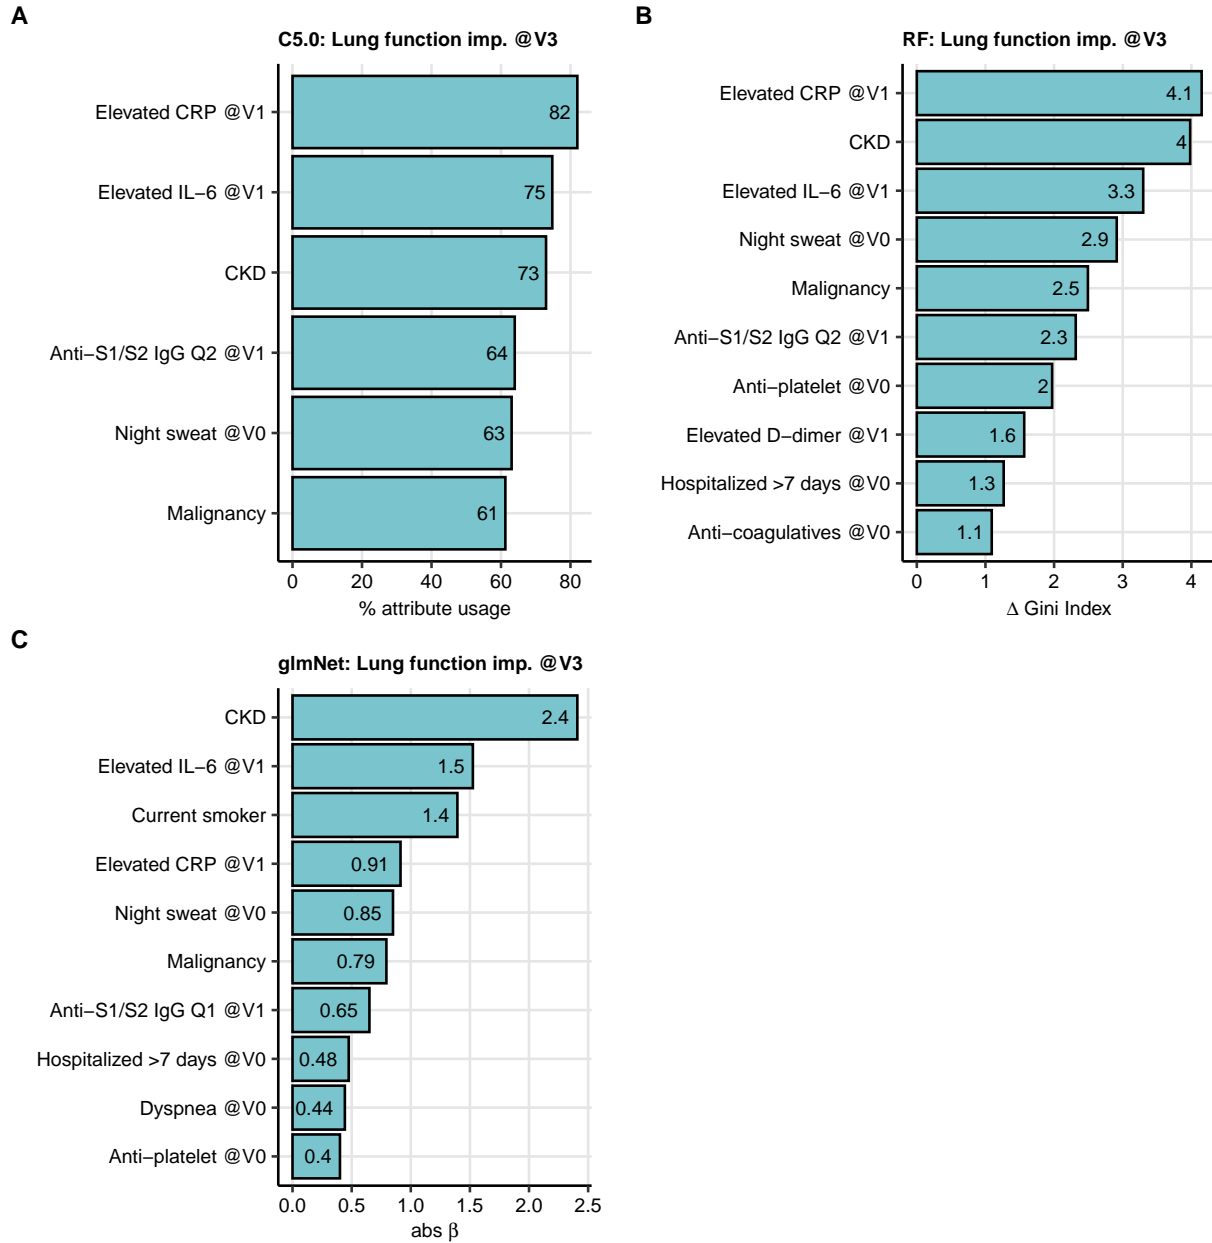 A
C5.0: Lung function imp. @V3
Elevated CRP @V1
82
Elevated IL−6 @V1
75
CKD
73
Anti−S1/S2 IgG Q2 @V1
64
Night sweat @V0
63
Malignancy
61
0 20 40 60 80
% attribute usage
B
RF: Lung function imp. @V3
Elevated CRP @V1
4.1
CKD
4
Elevated IL−6 @V1
3.3
Night sweat @V0
2.9
Malignancy
2.5
Anti−S1/S2 IgG Q2 @V1
2.3
Anti−platelet @V0
2
Elevated D−dimer @V1
1.6
Hospitalized >7 days @V0
1.3
Anti−coagulatives @V0
1.1
0 1 2 3 4
Δ Gini Index
C
glmNet: Lung function imp. @V3
CKD
2.4
Elevated IL−6 @V1
1.5
Current smoker
1.4
Elevated CRP @V1
0.91
Night sweat @V0
0.85
Malignancy
0.79
Anti−S1/S2 IgG Q1 @V1
0.65
Hospitalized >7 days @V0
0.48
Dyspnea @V0
0.44
Anti−platelet @V0
0.4
0.0 0.5 1.0 1.5 2.0 2.5
abs β